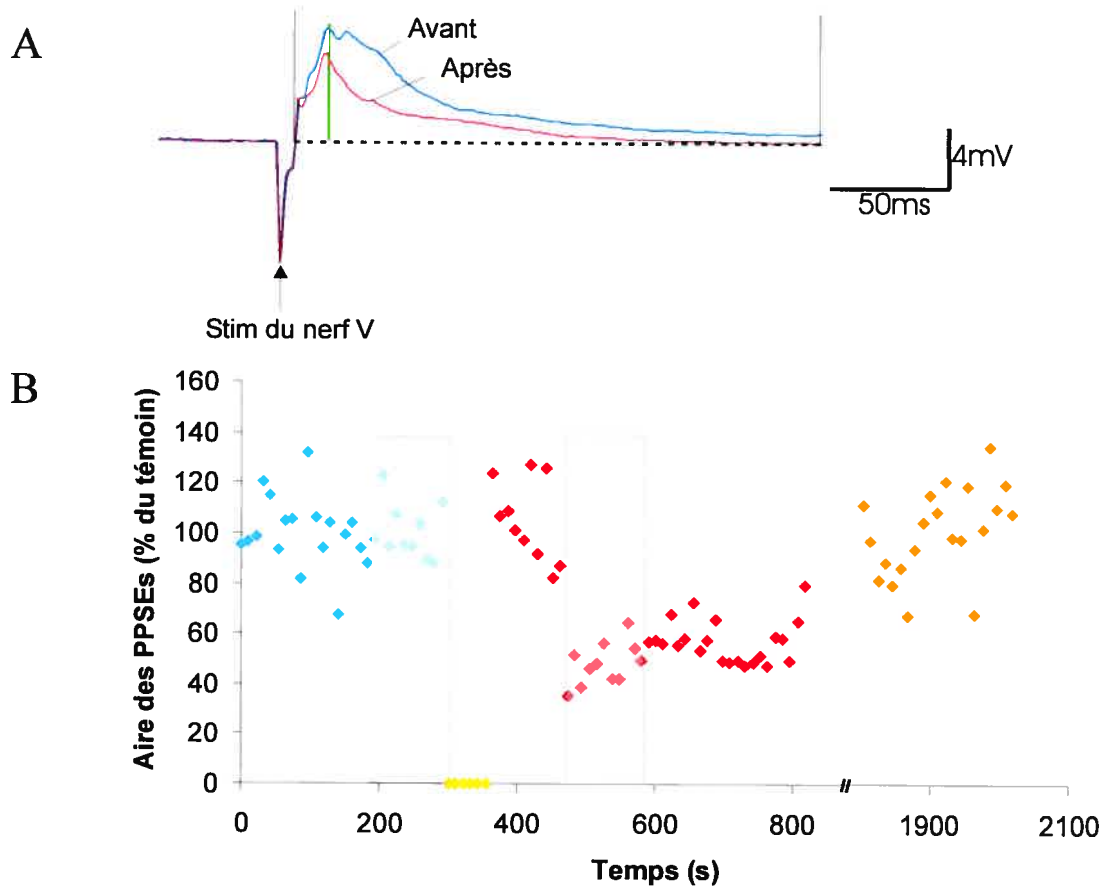 A
Avant
Après
4mV
50ms
Stim du nerf V
B
Aire des PPSEs (% du témoin)
160
140
120
100
80
60
40
20
0
0 200 400 600 800 1900 2100
Temps (s)